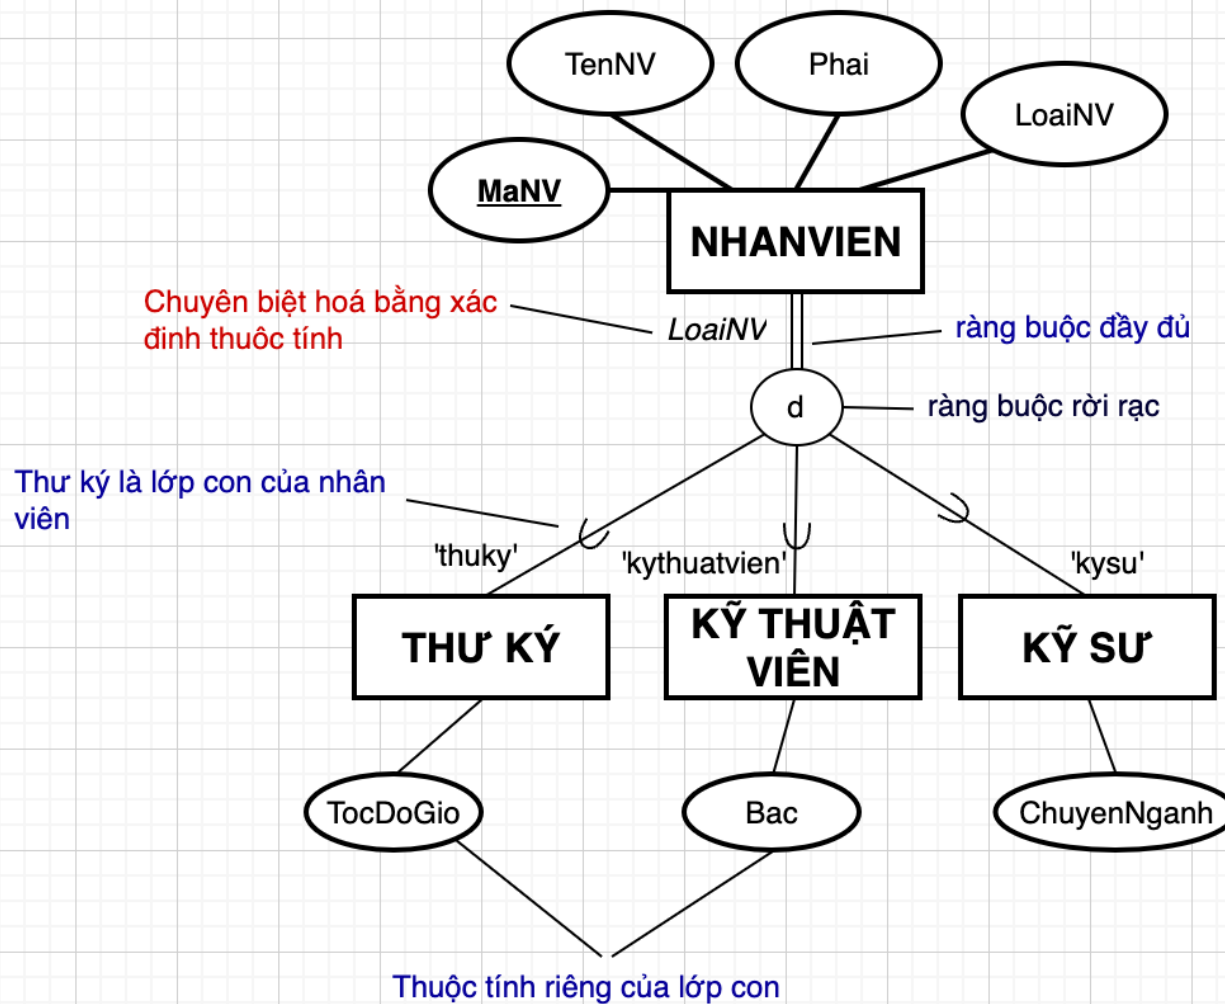 TenNV
Phai
LoaiNV
MaNV
NHANVIEN
Chuyên biệt hoá bằng xác
đinh thuôc tính
LoaiNV
ràng buộc đầy đủ
d
ràng buộc rời rạc
Thư ký là lớp con của nhân
viên
'thuky'
'kythuatvien'
'kysu'
THƯ KÝ
KỸ THUẬT
VIÊN
KỸ SƯ
TocDoGio
Bac
ChuyenNganh
Thuộc tính riêng của lớp con